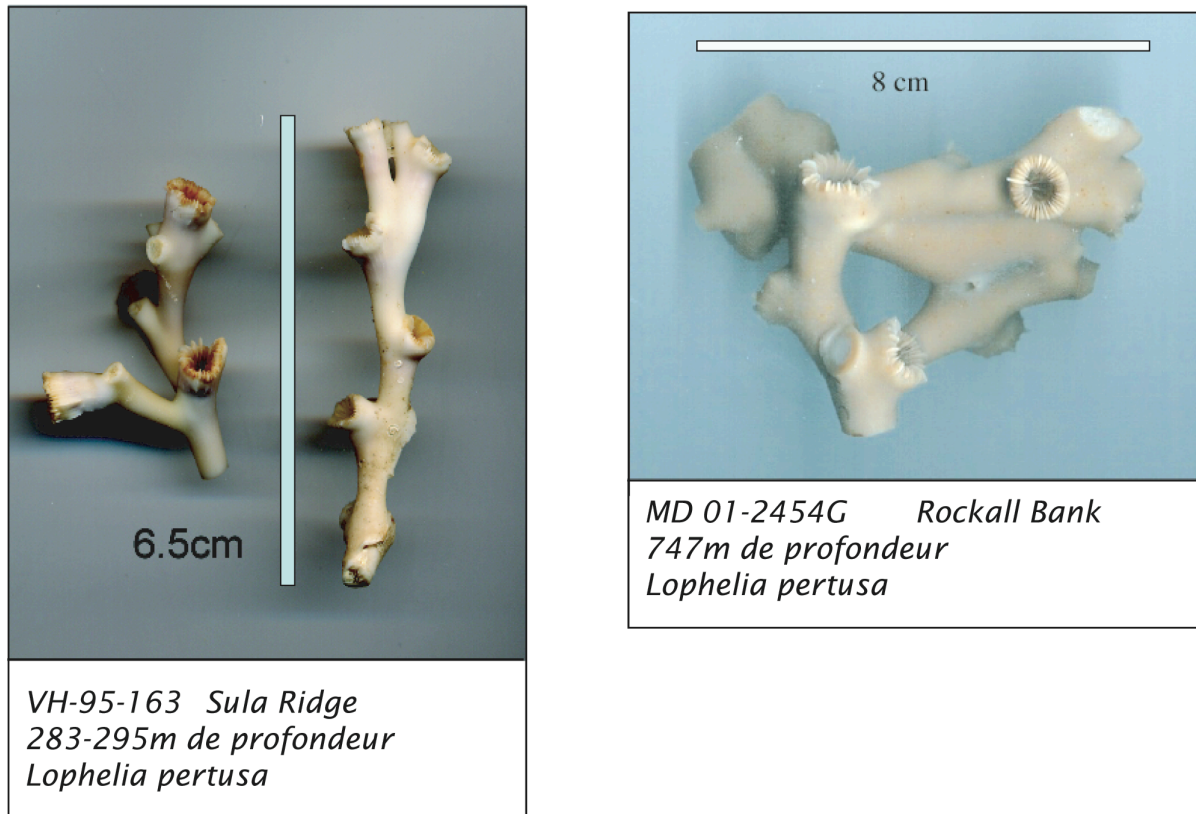 6.5cm
VH-95-163 Sula Ridge
283-295m de profondeur
Lophelia pertusa
8 cm
MD 01-2454G Rockall Bank
747m de profondeur
Lophelia pertusa